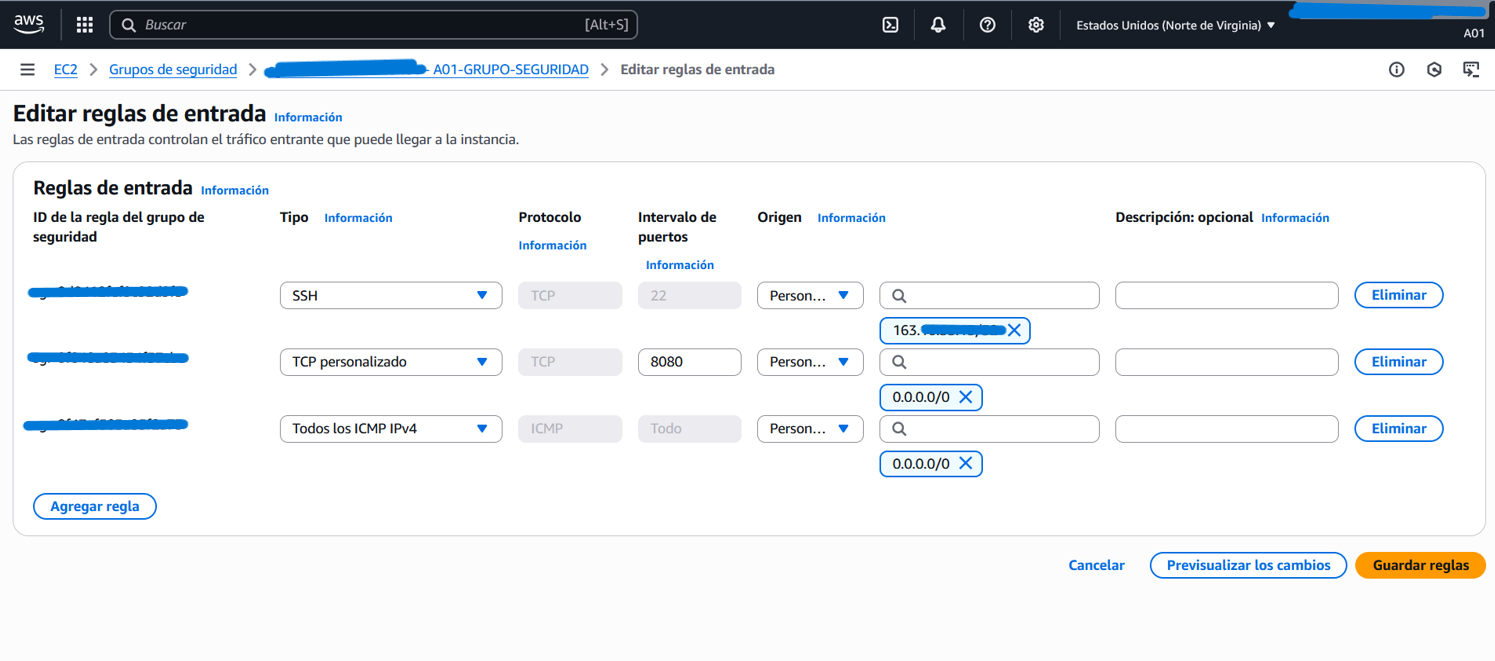 aws
Buscar [Alt+S]
Estados Unidos (Norte de Virginia)
A01
EC2 > Grupos de seguridad > - A01-GRUPO-SEGURIDAD > Editar reglas de entrada
Editar reglas de entrada Información
Las reglas de entrada controlan el tráfico entrante que puede llegar a la instancia.
Reglas de entrada Información
ID de la regla del grupo de seguridad
Tipo Información
Protocolo Información
Intervalo de puertos Información
Origen Información
Descripción: opcional Información
SSH TCP 22 Person... Eliminar
163.
TCP personalizado TCP 8080 Person... Eliminar
0.0.0.0/0
Todos los ICMP IPv4 ICMP Todo Person... Eliminar
0.0.0.0/0
Agregar regla
Cancelar Previsualizar los cambios Guardar reglas